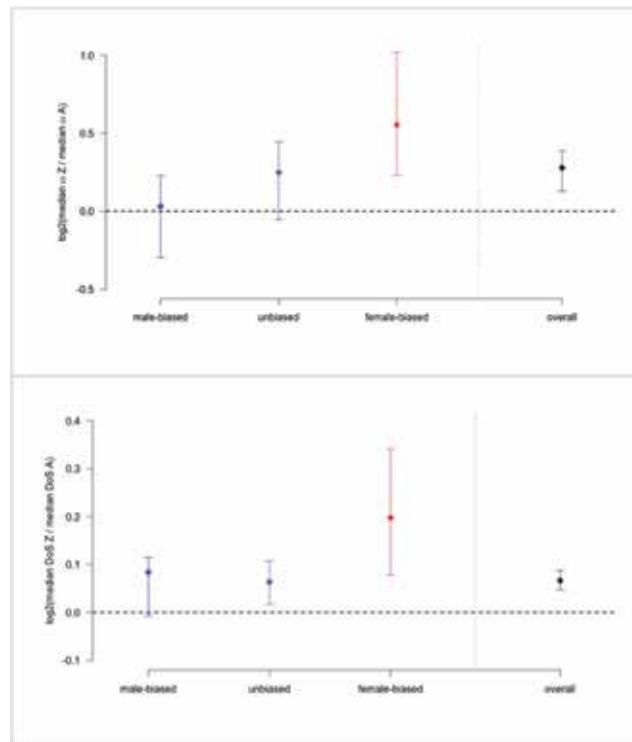 log2(median ω Z / median ω A)
1.0
0.5
0.0
-0.5
male-biased unbiased female-biased overall
log2(median DoS Z / median DoS A)
0.4
0.3
0.2
0.1
0.0
-0.1
male-biased unbiased female-biased overall